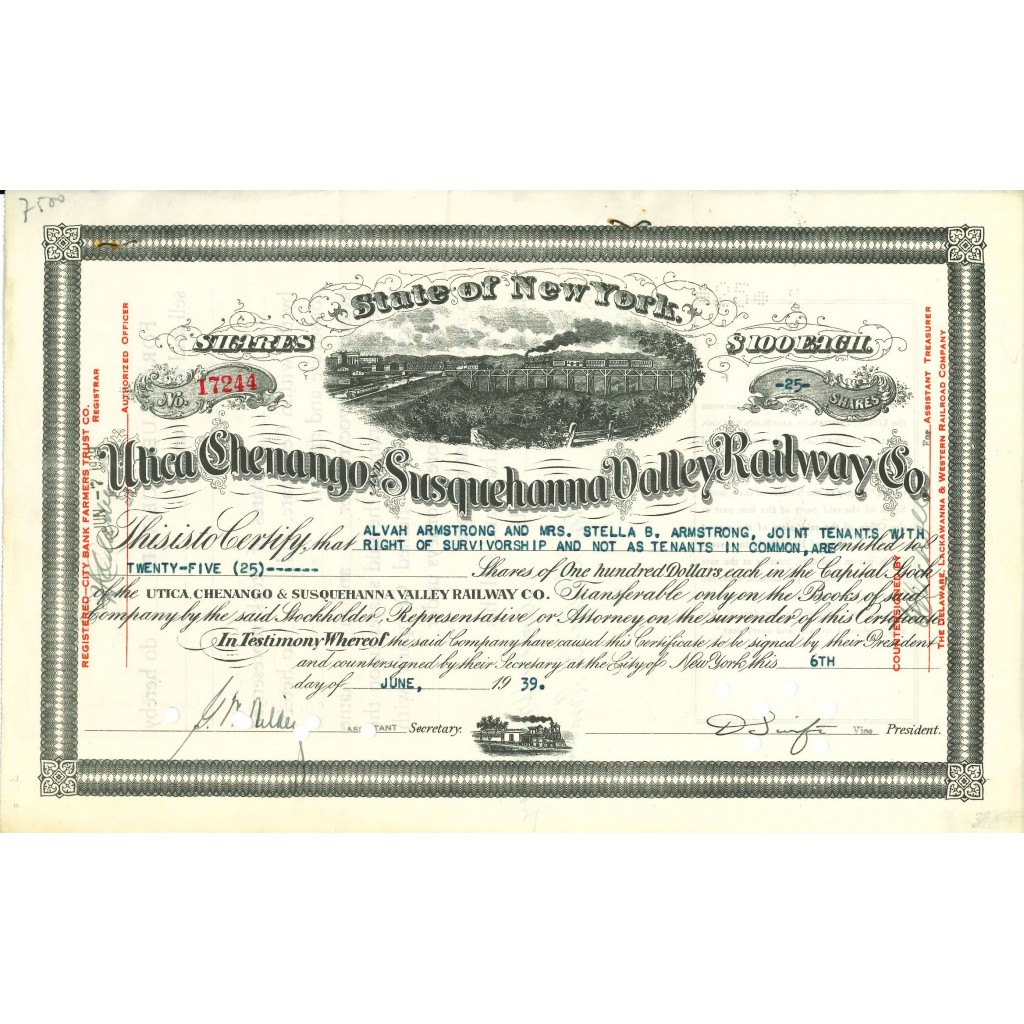 7500
State of New York.
SHARES
$100 EACH.
No. 17244
-25-
SHARES
Utica Chenango and Susquehanna Valley Railway Co.
This is to Certify, that ALVAH ARMSTRONG AND MRS. STELLA B. ARMSTRONG, JOINT TENANTS WITH
RIGHT OF SURVIVORSHIP AND NOT AS TENANTS IN COMMON, ARE entitled to
TWENTY-FIVE (25)------ Shares of One hundred Dollars each in the Capital Stock
of the UTICA, CHENANGO & SUSQUEHANNA VALLEY RAILWAY CO. Transferable only on the Books of said
Company by the said Stockholder, Representative or Attorney on the surrender of this Certificate
In Testimony Whereof the said Company have caused this Certificate to be signed by their President
and countersigned by their Secretary at the City of New York, this 6TH
day of JUNE, 1939.
ASSISTANT Secretary.
Vice President.
REGISTERED—CITY BANK FARMERS TRUST CO.
REGISTRAR
AUTHORIZED OFFICER
COUNTERSIGNED BY
THE DELAWARE, LACKAWANNA & WESTERN RAILROAD COMPANY
For ASSISTANT TREASURER